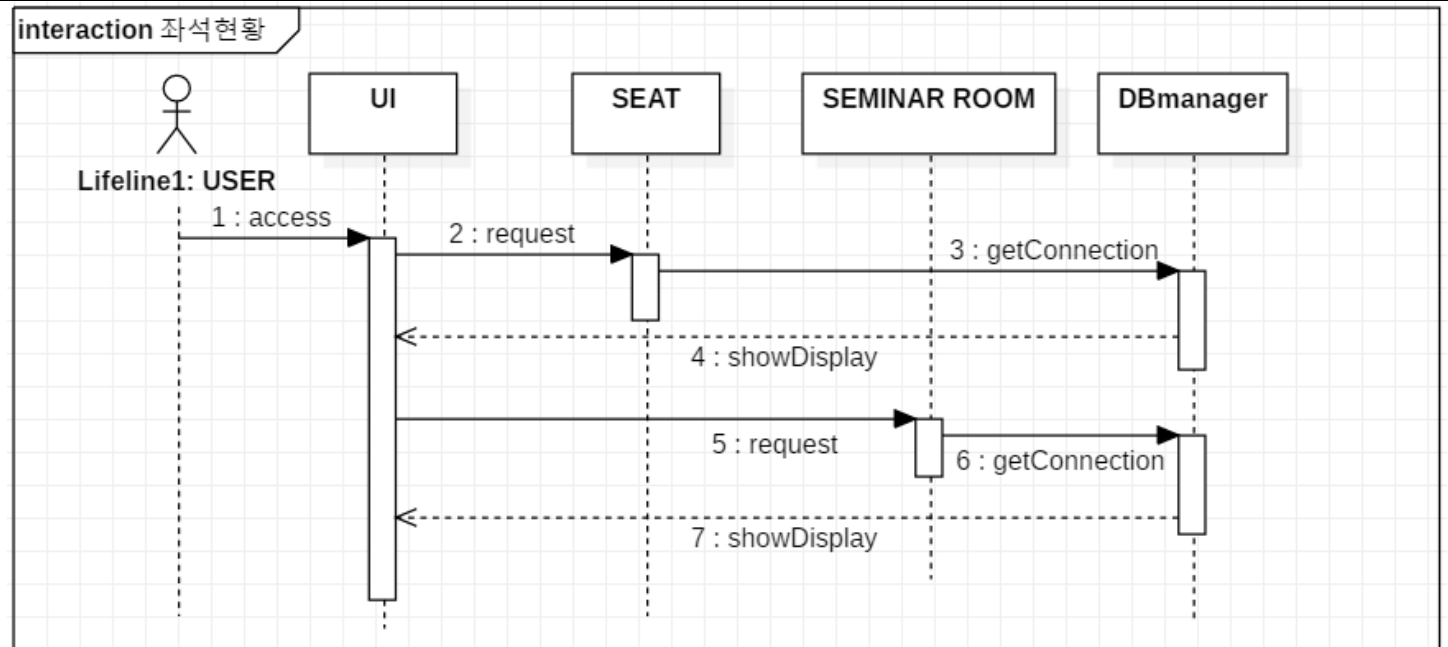 interaction 좌석현황
UI
SEAT
SEMINAR ROOM
DBmanager
Lifeline1: USER
1 : access
2 : request
3 : getConnection
4 : showDisplay
5 : request
6 : getConnection
7 : showDisplay